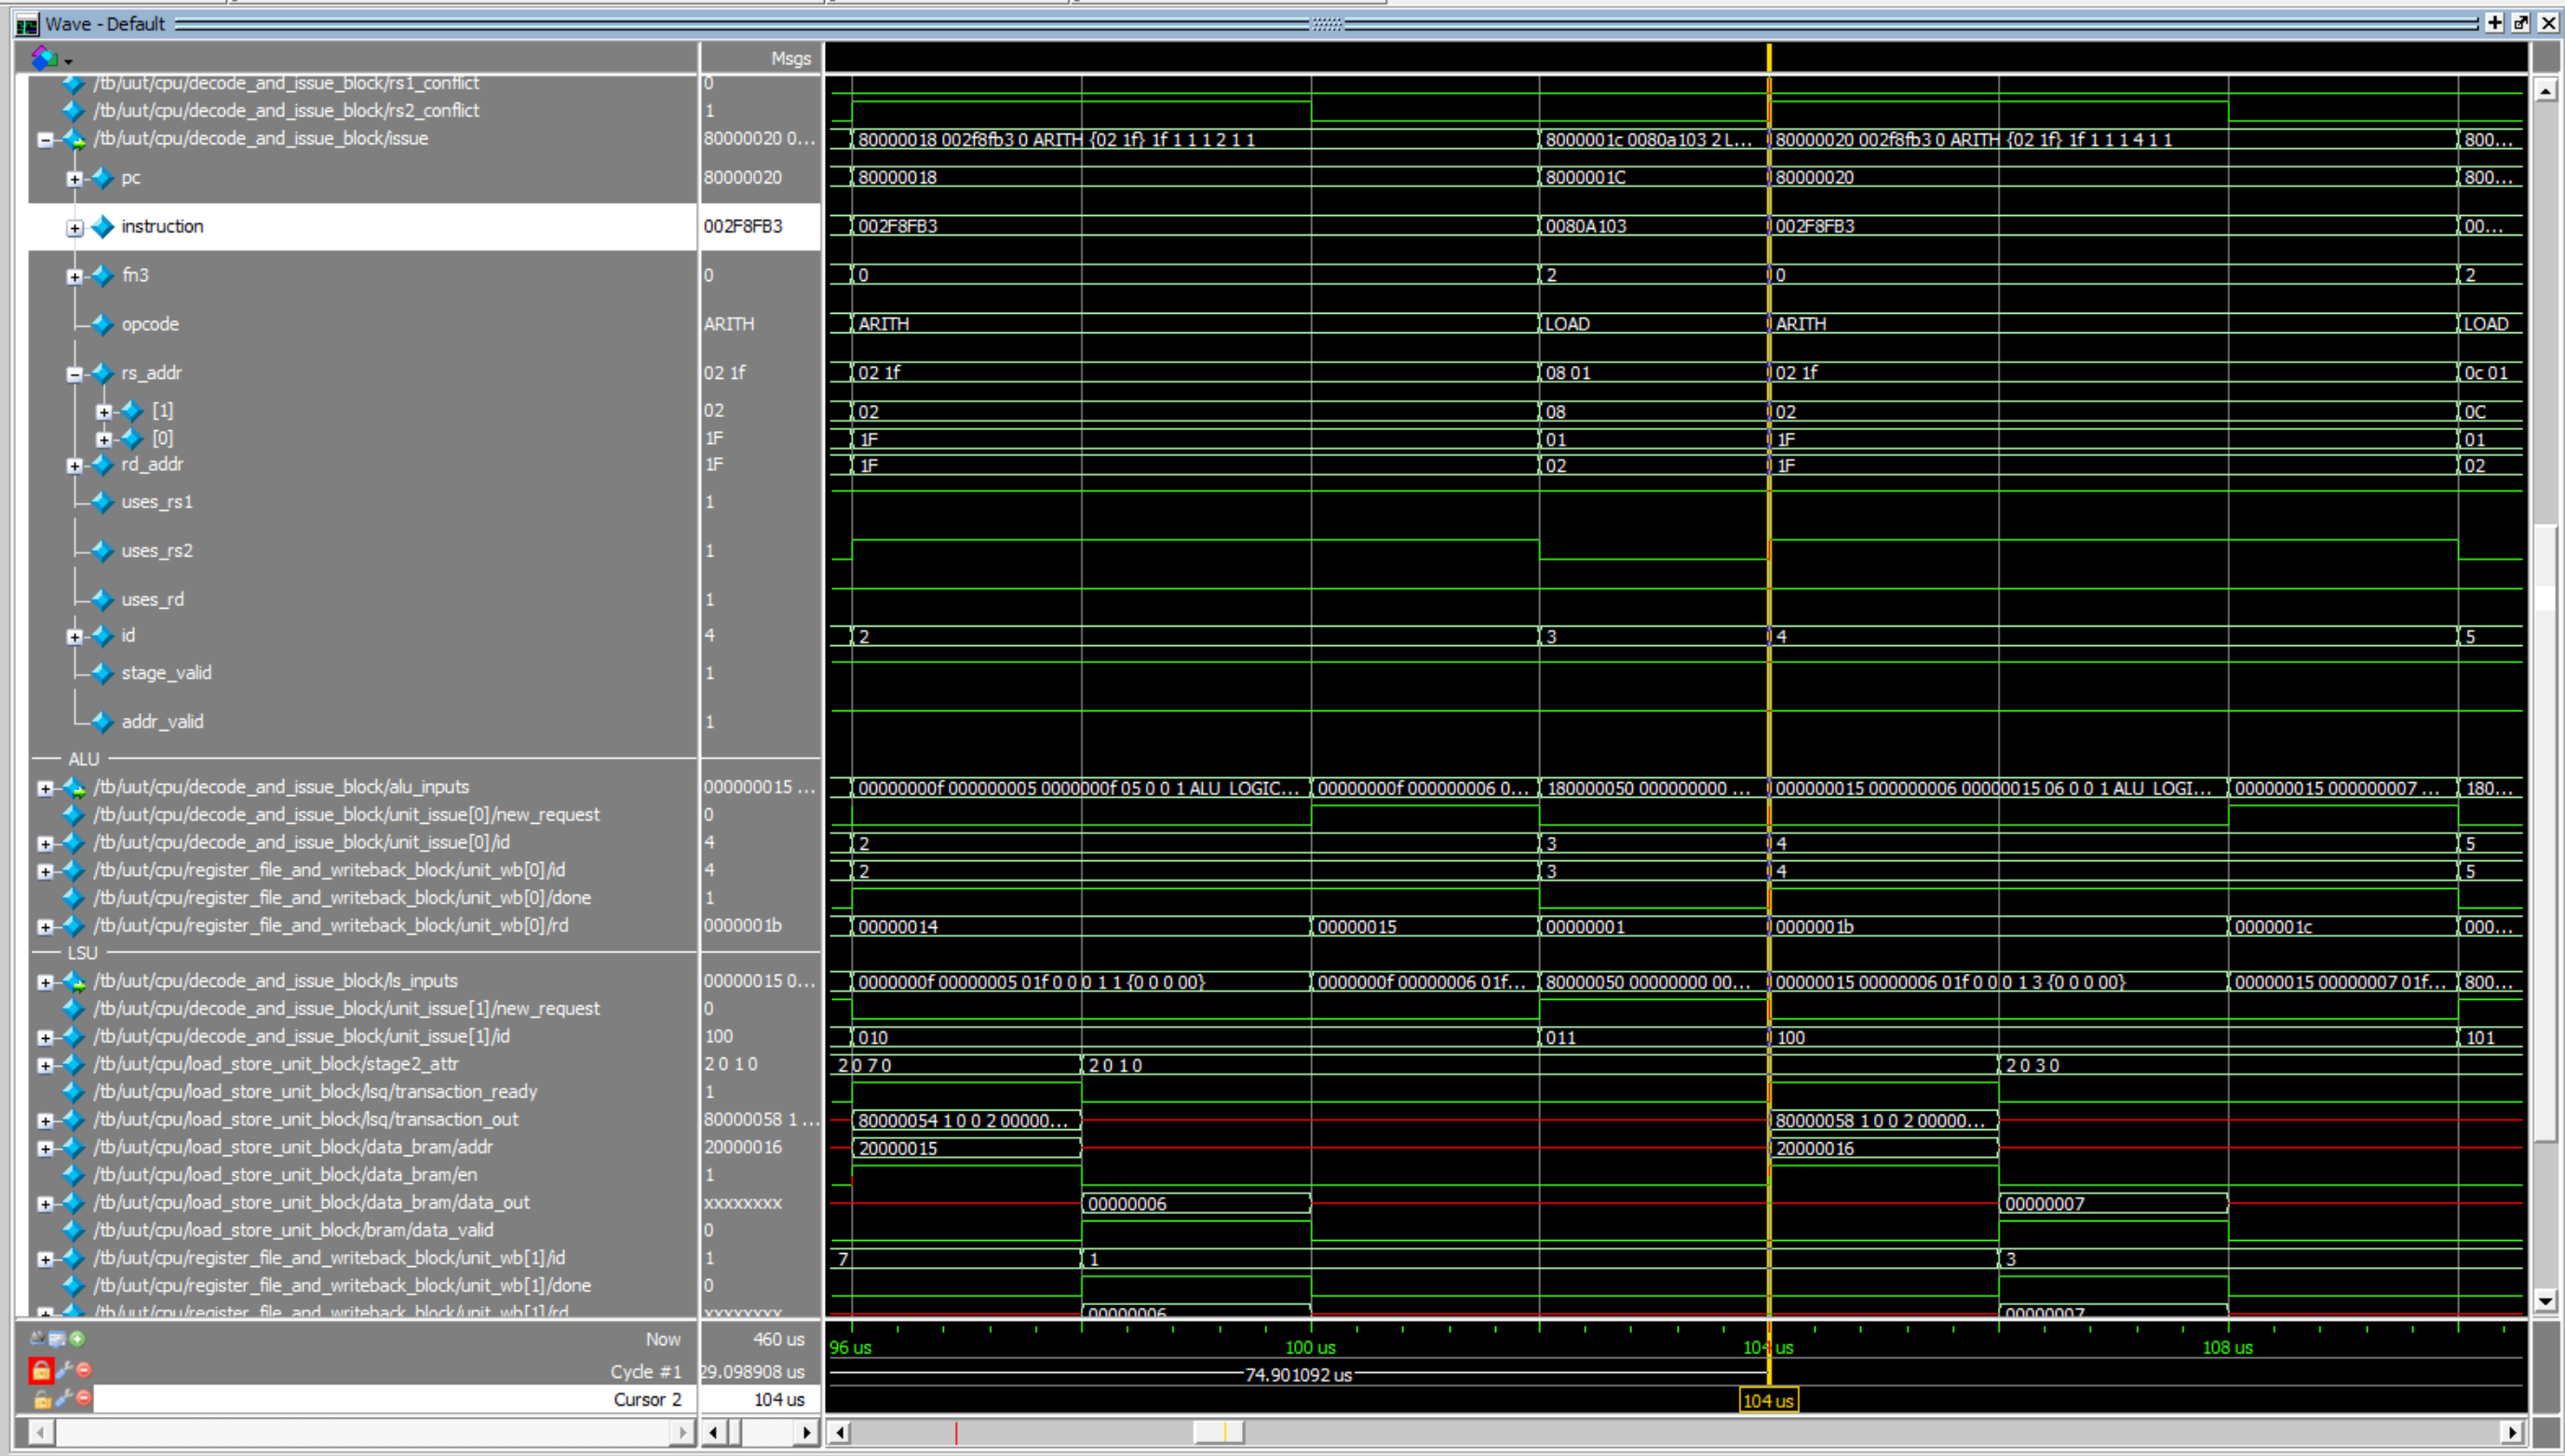 Wave - Default
Msgs
/tb/uut/cpu/decode_and_issue_block/rs1_conflict 0
/tb/uut/cpu/decode_and_issue_block/rs2_conflict 1
/tb/uut/cpu/decode_and_issue_block/issue 80000020 0... 80000018 002f8fb3 0 ARITH {02 1f} 1f 1 1 1 2 1 1 8000001c 0080a103 2 L... 80000020 002f8fb3 0 ARITH {02 1f} 1f 1 1 1 4 1 1 800...
pc 80000020 80000018 8000001C 80000020 800...
instruction 002F8FB3 002F8FB3 0080A103 002F8FB3 00...
fn3 0 0 2 0 2
opcode ARITH ARITH LOAD ARITH LOAD
rs_addr 02 1f 02 1f 08 01 02 1f 0c 01
[1] 02 02 08 02 0C
[0] 1F 1F 01 1F 01
rd_addr 1F 1F 02 1F 02
uses_rs1 1
uses_rs2 1
uses_rd 1
id 4 2 3 4 5
stage_valid 1
addr_valid 1
ALU
/tb/uut/cpu/decode_and_issue_block/alu_inputs 000000015 ... 00000000f 000000005 0000000f 05 0 0 1 ALU_LOGIC... 00000000f 000000006 0... 180000050 000000000 ... 000000015 000000006 00000015 06 0 0 1 ALU_LOGI... 000000015 000000007 ... 180...
/tb/uut/cpu/decode_and_issue_block/unit_issue[0]/new_request 0
/tb/uut/cpu/decode_and_issue_block/unit_issue[0]/id 4 2 3 4 5
/tb/uut/cpu/register_file_and_writeback_block/unit_wb[0]/id 4 2 3 4 5
/tb/uut/cpu/register_file_and_writeback_block/unit_wb[0]/done 1
/tb/uut/cpu/register_file_and_writeback_block/unit_wb[0]/rd 0000001b 00000014 00000015 00000001 0000001b 0000001c 000...
LSU
/tb/uut/cpu/decode_and_issue_block/ls_inputs 00000015 0... 0000000f 00000005 01f 0 0 0 1 1 {0 0 0 00} 0000000f 00000006 01f... 80000050 00000000 00... 00000015 00000006 01f 0 0 0 1 3 {0 0 0 00} 00000015 00000007 01f... 800...
/tb/uut/cpu/decode_and_issue_block/unit_issue[1]/new_request 0
/tb/uut/cpu/decode_and_issue_block/unit_issue[1]/id 100 010 011 100 101
/tb/uut/cpu/load_store_unit_block/stage2_attr 2 0 1 0 2 0 7 0 2 0 1 0 2 0 3 0
/tb/uut/cpu/load_store_unit_block/lsq/transaction_ready 1
/tb/uut/cpu/load_store_unit_block/lsq/transaction_out 80000058 1 ... 80000054 1 0 0 2 00000... 80000058 1 0 0 2 00000...
/tb/uut/cpu/load_store_unit_block/data_bram/addr 20000016 20000015 20000016
/tb/uut/cpu/load_store_unit_block/data_bram/en 1
/tb/uut/cpu/load_store_unit_block/data_bram/data_out xxxxxxxx 00000006 00000007
/tb/uut/cpu/load_store_unit_block/bram/data_valid 0
/tb/uut/cpu/register_file_and_writeback_block/unit_wb[1]/id 1 7 1 3
/tb/uut/cpu/register_file_and_writeback_block/unit_wb[1]/done 0
/tb/uut/cpu/register_file_and_writeback_block/unit_wb[1]/rd xxxxxxxx 00000006 00000007
Now 460 us 96 us 100 us 104 us 108 us
Cycle #1 29.098908 us 74.901092 us
Cursor 2 104 us 104 us